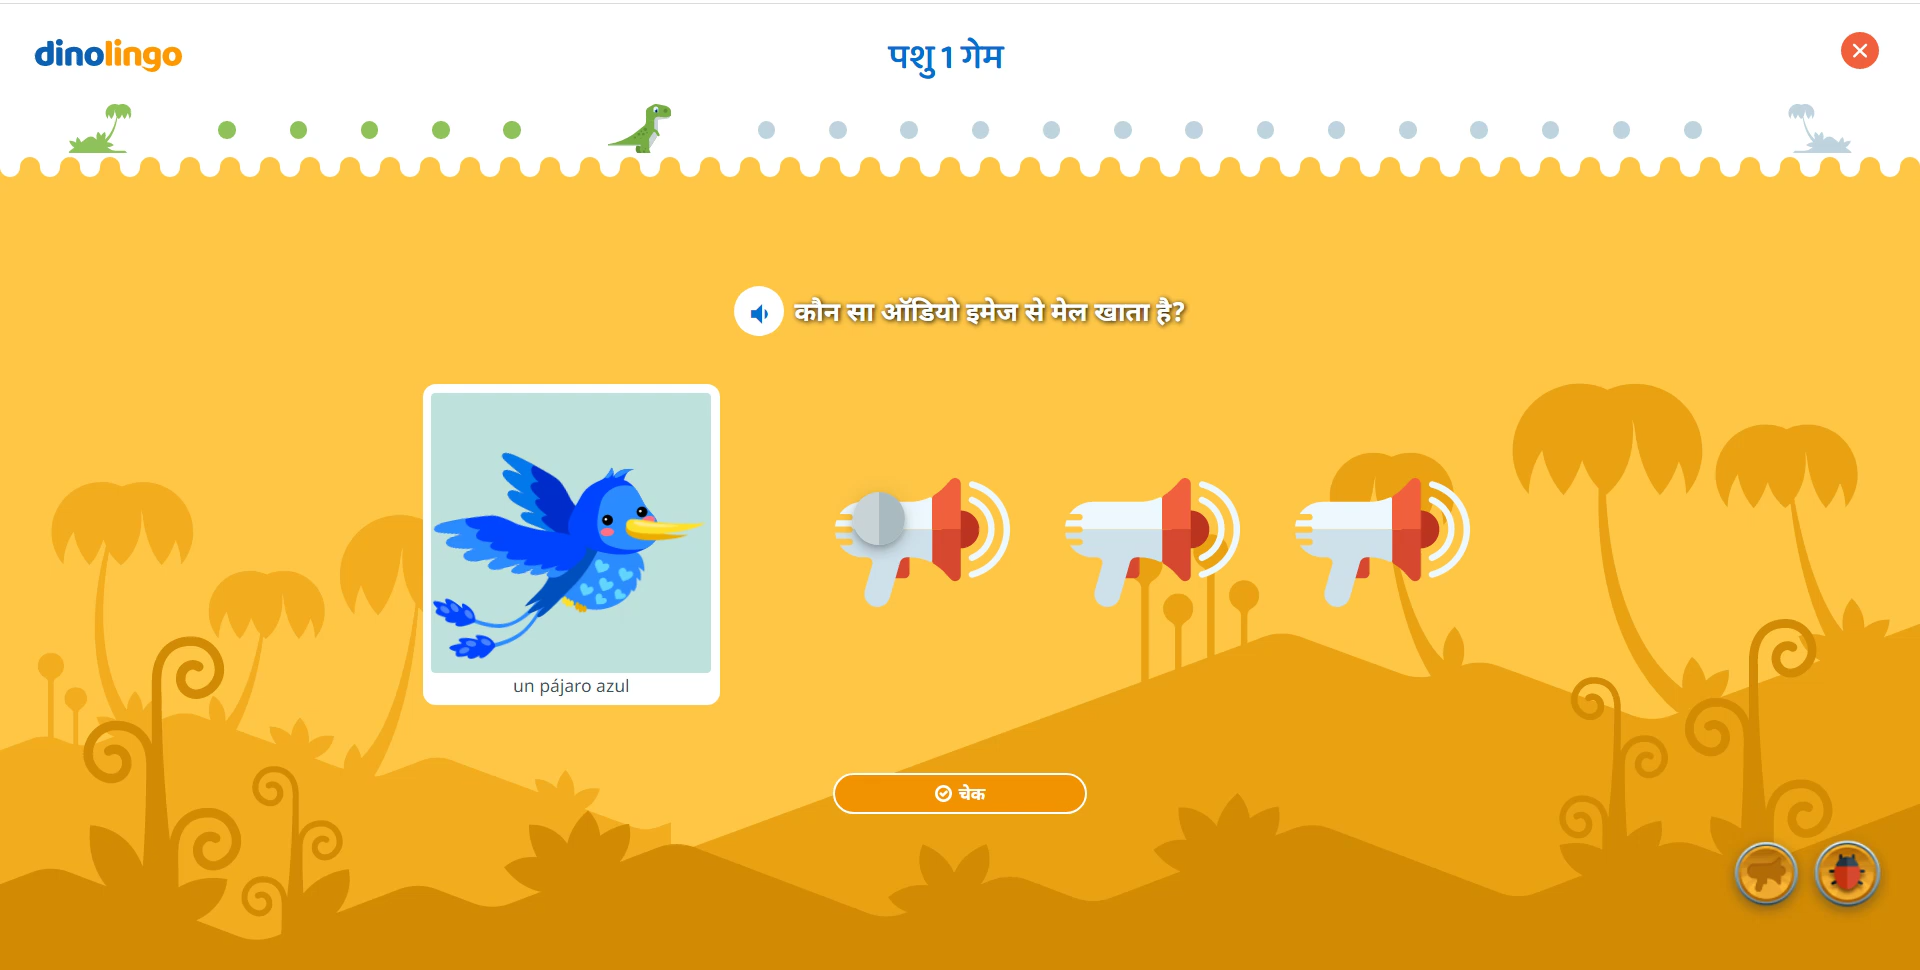 dinolingo
पशु 1 गेम
कौन सा ऑडियो इमेज से मेल खाता है?
un pájaro azul
चेक